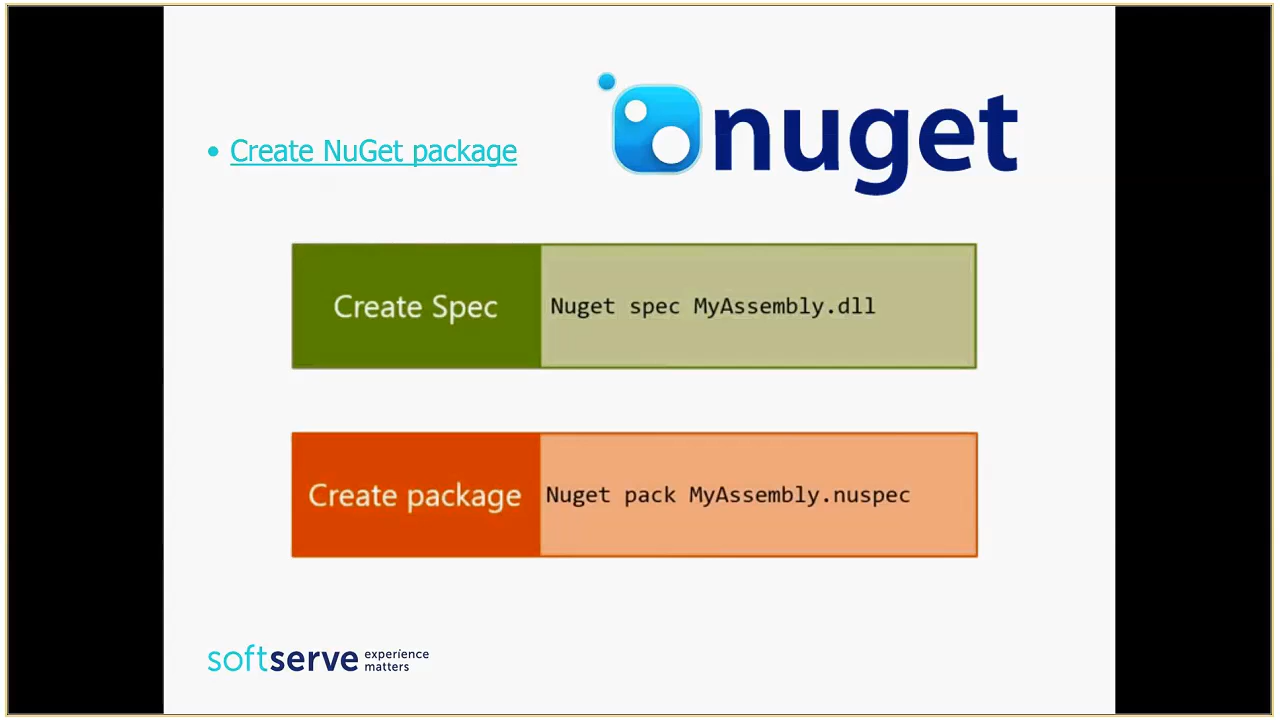 • Create NuGet package
nuget
Create Spec
Nuget spec MyAssembly.dll
Create package
Nuget pack MyAssembly.nuspec
softserve
experience
matters